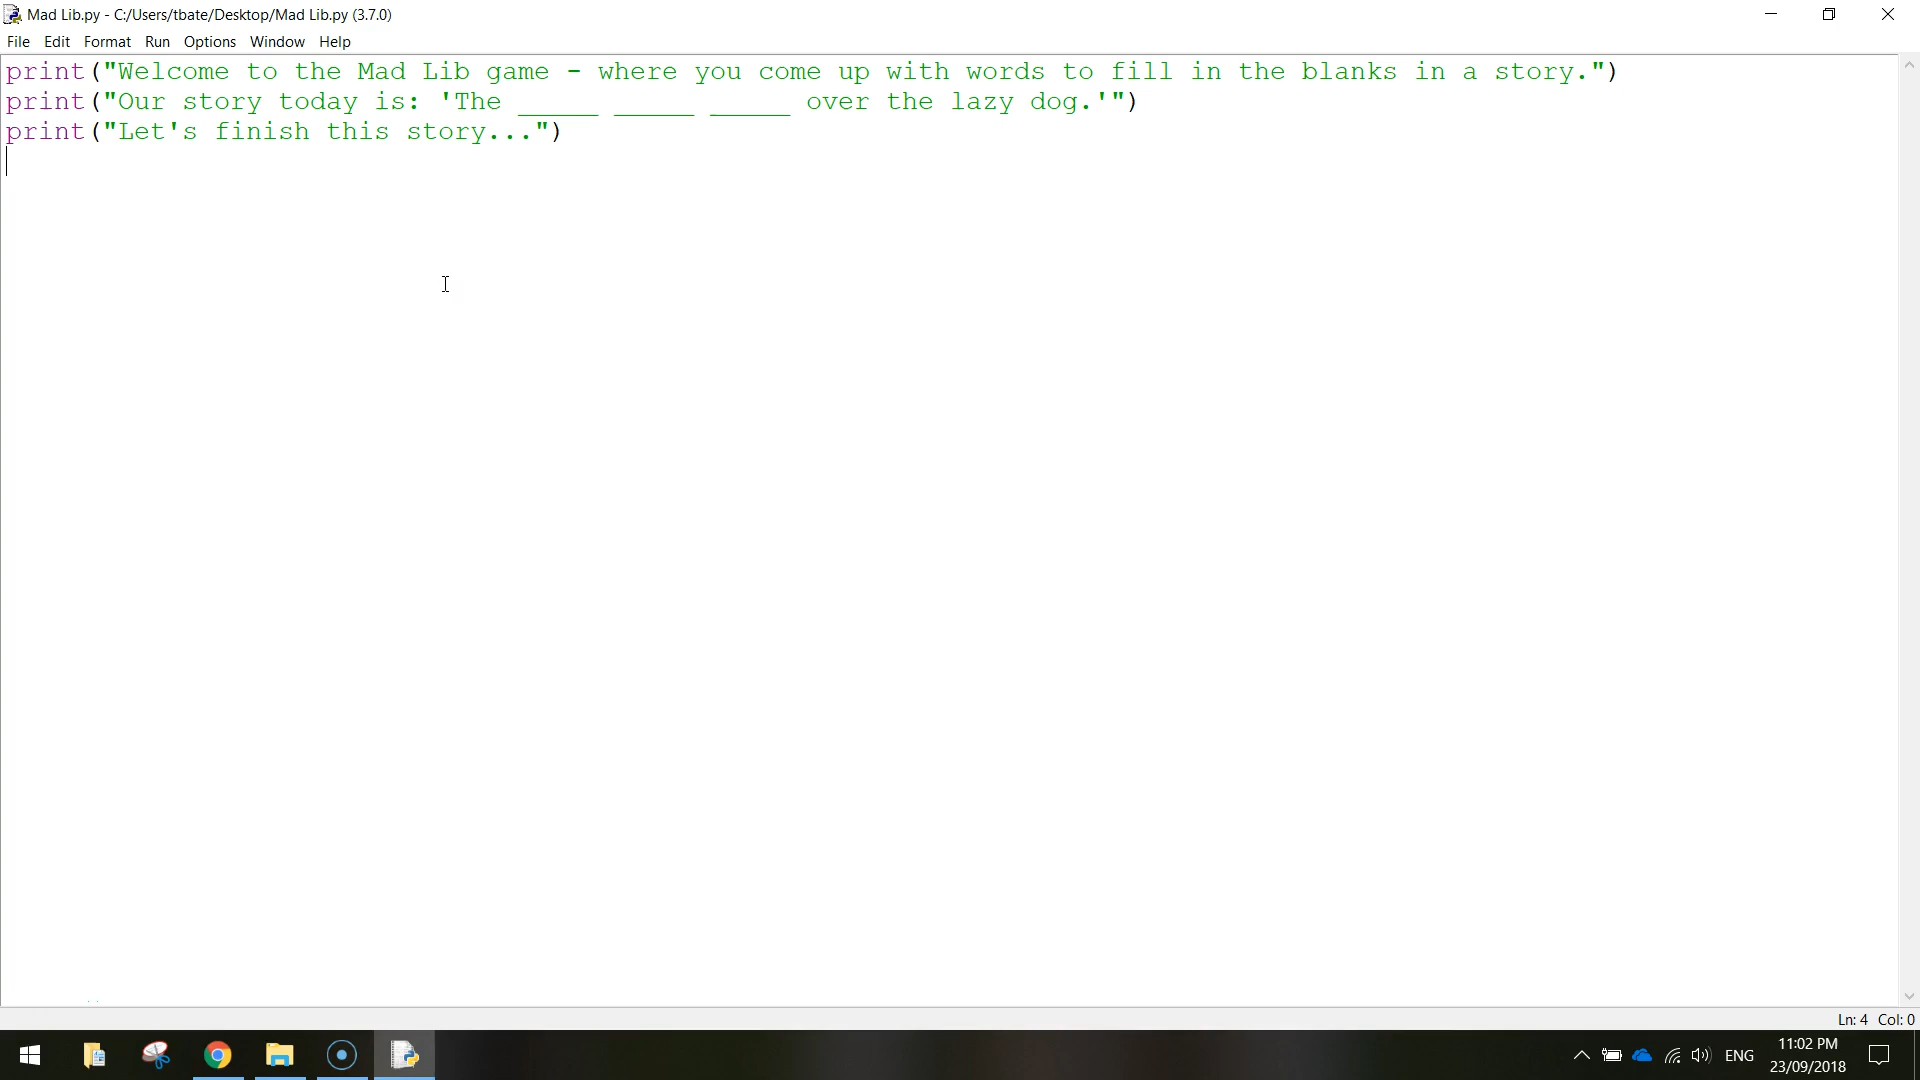 Mad Lib.py - C:/Users/tbate/Desktop/Mad Lib.py (3.7.0)
File Edit Format Run Options Window Help
print("Welcome to the Mad Lib game - where you come up with words to fill in the blanks in a story.")
print("Our story today is: 'The _____ _____ _____ over the lazy dog.'")
print("Let's finish this story...")
Ln: 4 Col: 0
ENG
11:02 PM
23/09/2018